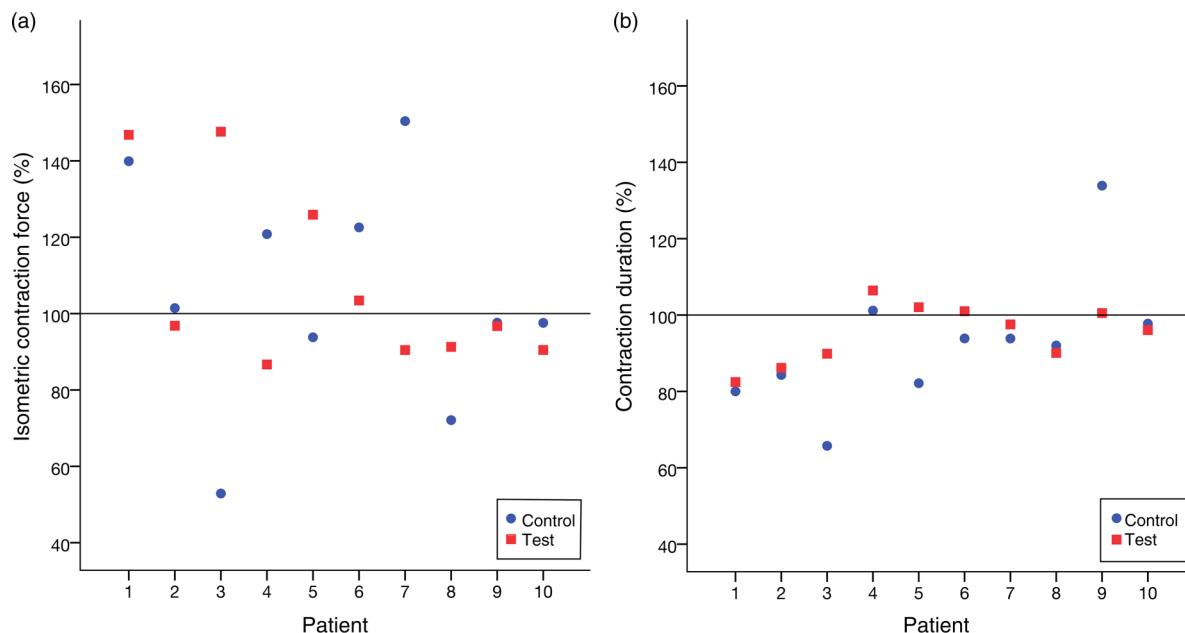 (a)
Isometric contraction force (%)
160
140
120
100
80
60
40
1 2 3 4 5 6 7 8 9 10
Patient
Control
Test
(b)
Contraction duration (%)
160
140
120
100
80
60
40
1 2 3 4 5 6 7 8 9 10
Patient
Control
Test